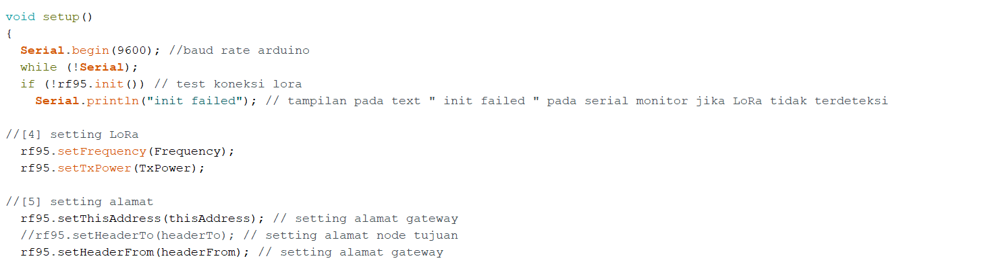 void setup()
{
  Serial.begin(9600); //baud rate arduino
  while (!Serial);
  if (!rf95.init()) // test koneksi lora
    Serial.println("init failed"); // tampilan pada text " init failed " pada serial monitor jika LoRa tidak terdeteksi

//[4] setting LoRa
  rf95.setFrequency(Frequency);
  rf95.setTxPower(TxPower);

//[5] setting alamat
  rf95.setThisAddress(thisAddress); // setting alamat gateway
  //rf95.setHeaderTo(headerTo); // setting alamat node tujuan
  rf95.setHeaderFrom(headerFrom); // setting alamat gateway